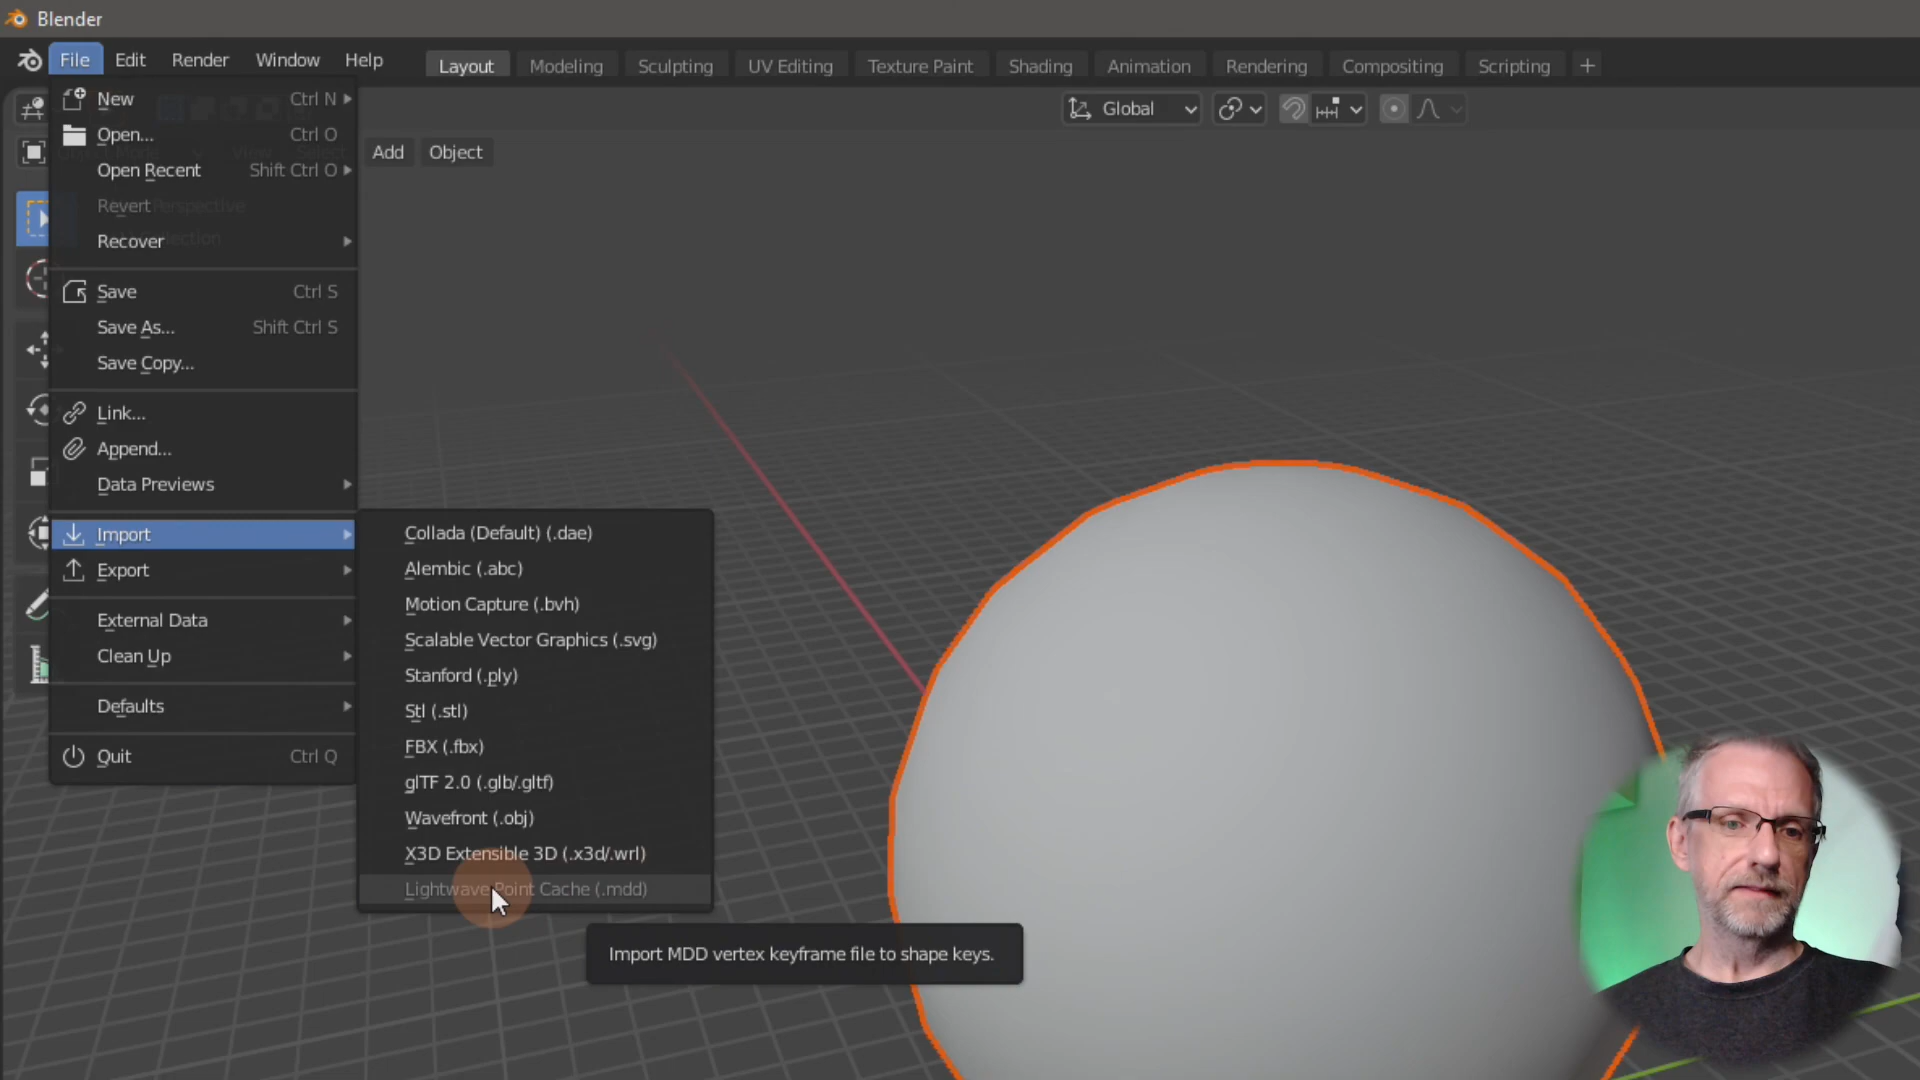 Blender
File Edit Render Window Help Layout Modeling Sculpting UV Editing Texture Paint Shading Animation Rendering Compositing Scripting +
New Ctrl N
Global
Open... Ctrl O
Add Object
Open Recent Shift Ctrl O
Revert
Recover
Save Ctrl S
Save As... Shift Ctrl S
Save Copy...
Link...
Append...
Data Previews
Import
Export
External Data
Clean Up
Defaults
Quit Ctrl Q
Collada (Default) (.dae)
Alembic (.abc)
Motion Capture (.bvh)
Scalable Vector Graphics (.svg)
Stanford (.ply)
Stl (.stl)
FBX (.fbx)
glTF 2.0 (.glb/.gltf)
Wavefront (.obj)
X3D Extensible 3D (.x3d/.wrl)
Lightwave Point Cache (.mdd)
Import MDD vertex keyframe file to shape keys.